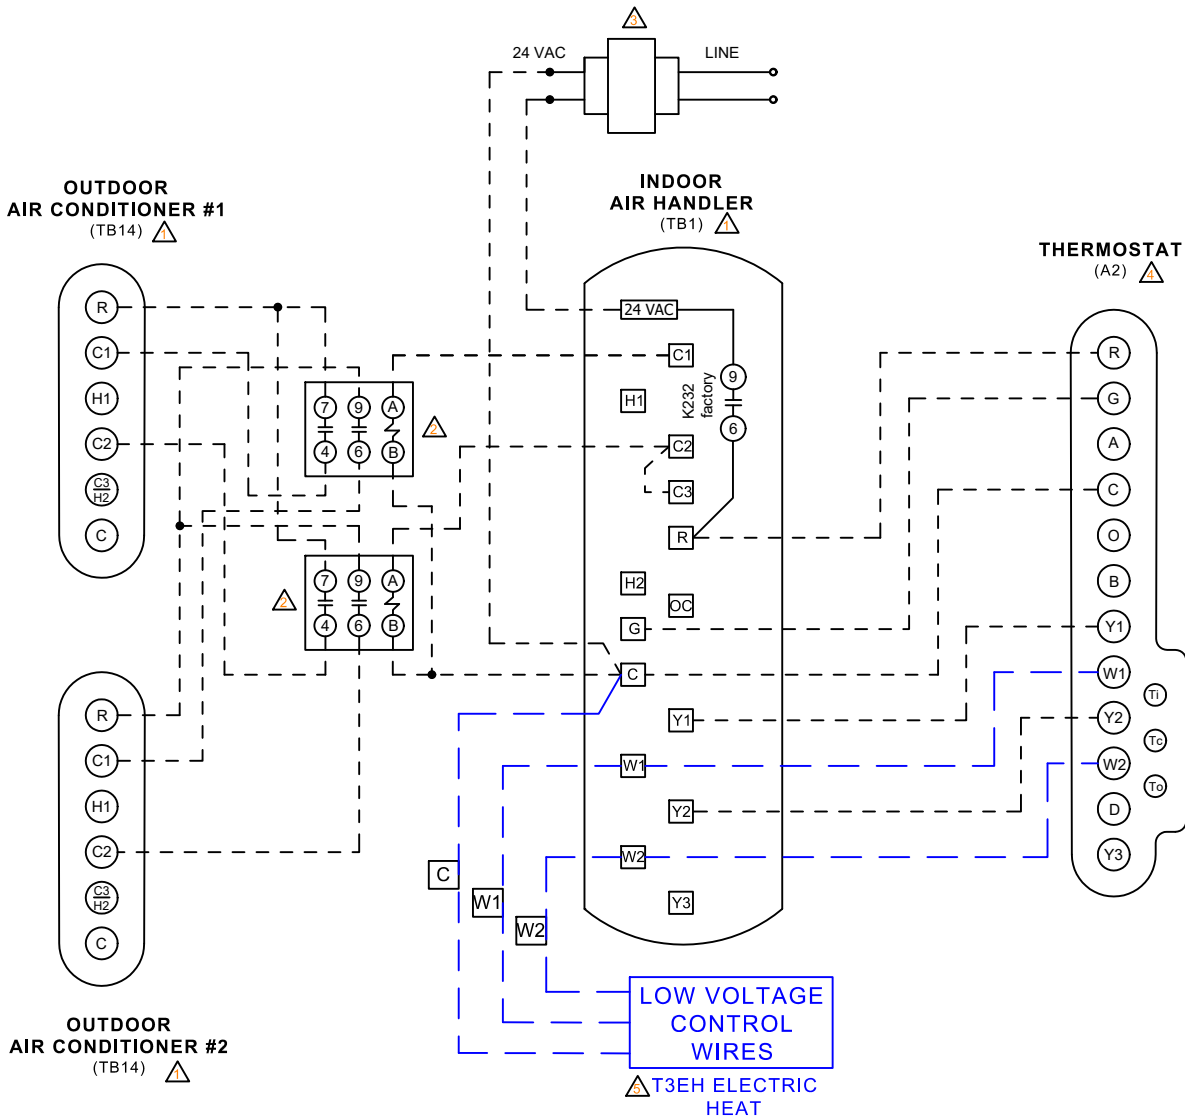 3
24 VAC
LINE
OUTDOOR
AIR CONDITIONER #1
(TB14) 1
R
C1
H1
C2
C3
H2
C
7 9 A
4 6 B
2
7 9 A
4 6 B
2
R
C1
H1
C2
C3
H2
C
OUTDOOR
AIR CONDITIONER #2
(TB14) 1
INDOOR
AIR HANDLER
(TB1) 1
24 VAC
C1
H1
K232
factory
9
6
C2
C3
R
H2
OC
G
C
Y1
W1
Y2
W2
Y3
C
W1
W2
LOW VOLTAGE
CONTROL
WIRES
5 T3EH ELECTRIC
HEAT
THERMOSTAT
(A2) 4
R
G
A
C
O
B
Y1
W1
Ti
Y2
Tc
W2
To
D
Y3